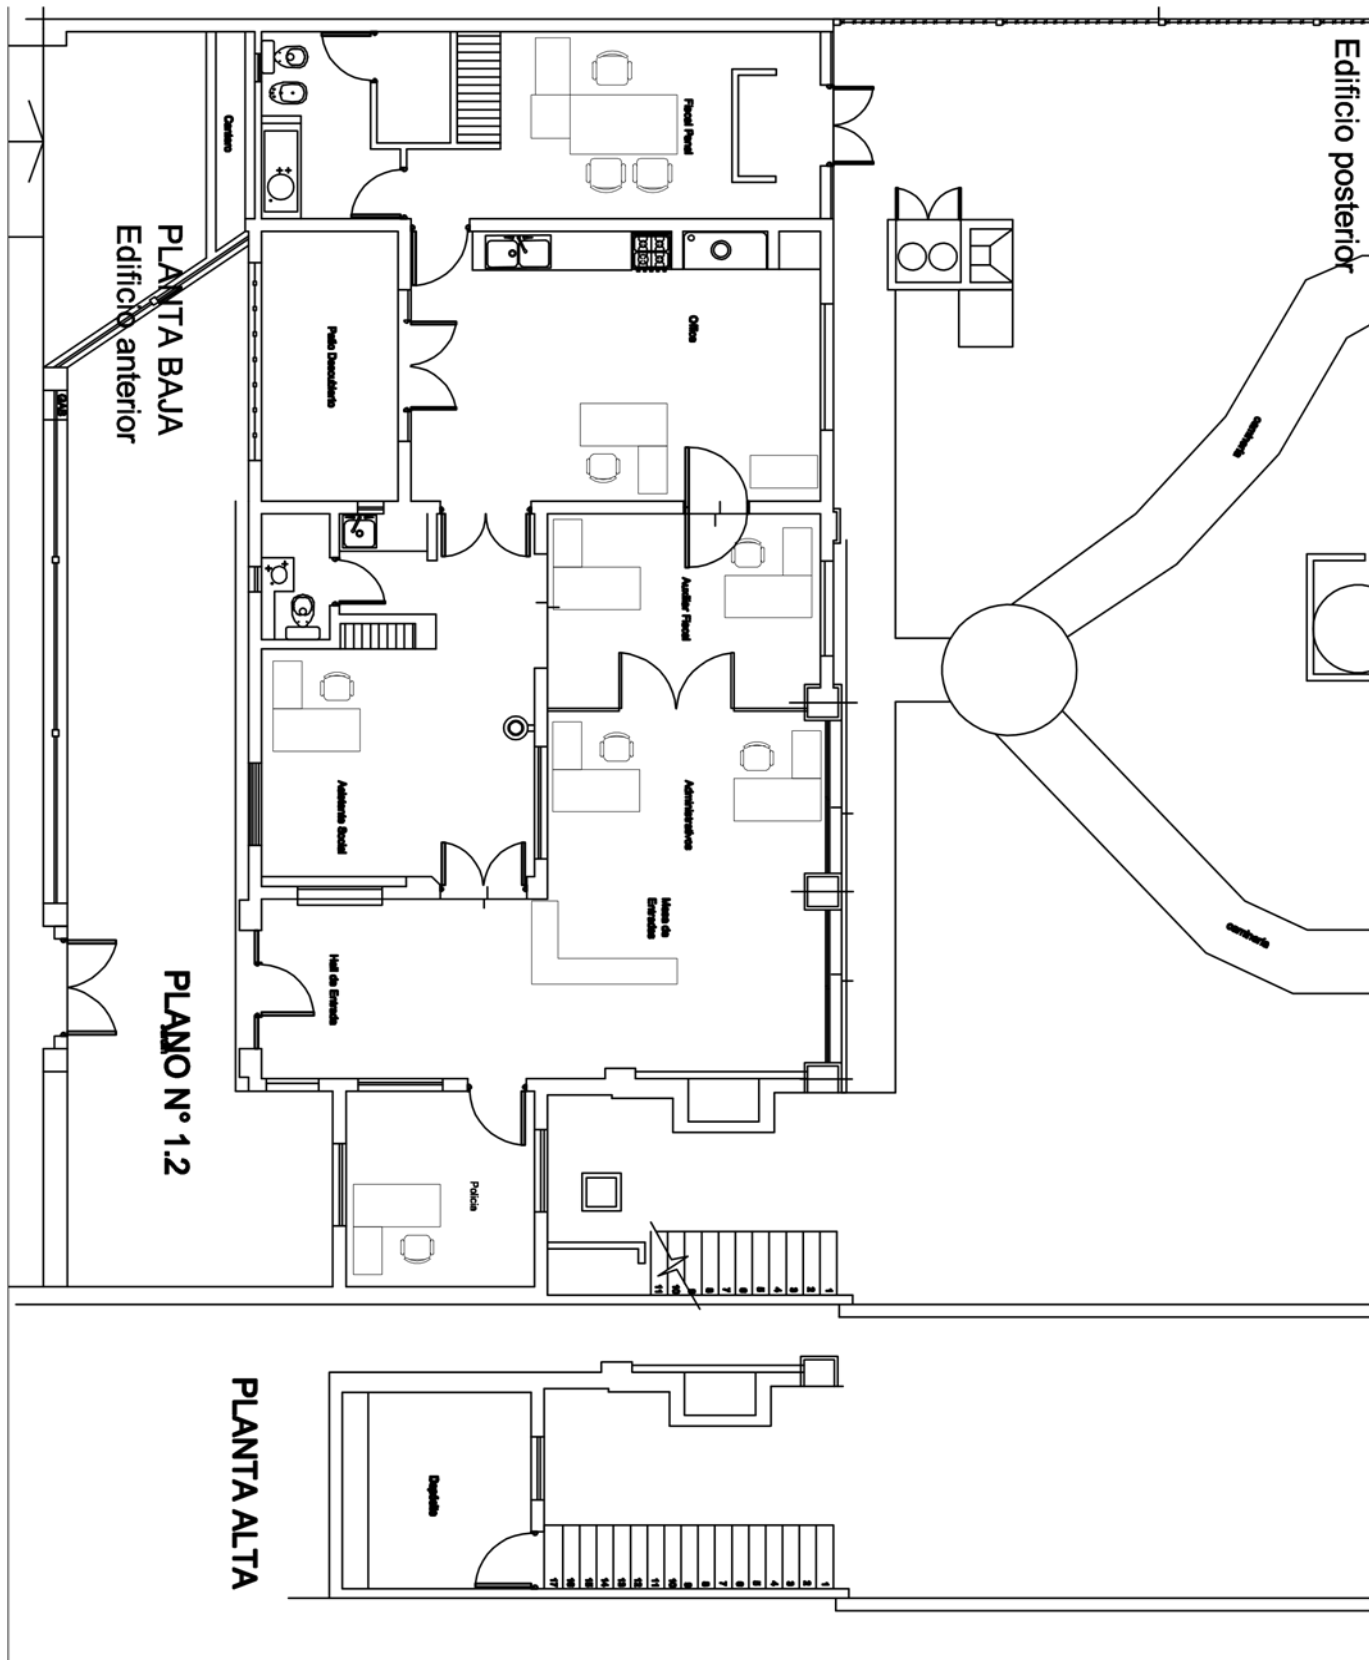 Edificio posterior
Fiscal Penal
Cantero
PLANTA BAJA
Edificio anterior
Office
Patio Descubierto
GAS
caminería
Auxiliar Fiscal
Administrativos
Asistente Social
Mesa de
Entradas
caminería
Hall de Entrada
PLANO N° 1.2
Jardín
Policía
1
2
3
4
5
6
7
8
9
10
11
PLANTA ALTA
Depósito
1
2
3
4
5
6
7
8
9
10
11
12
13
14
15
16
17